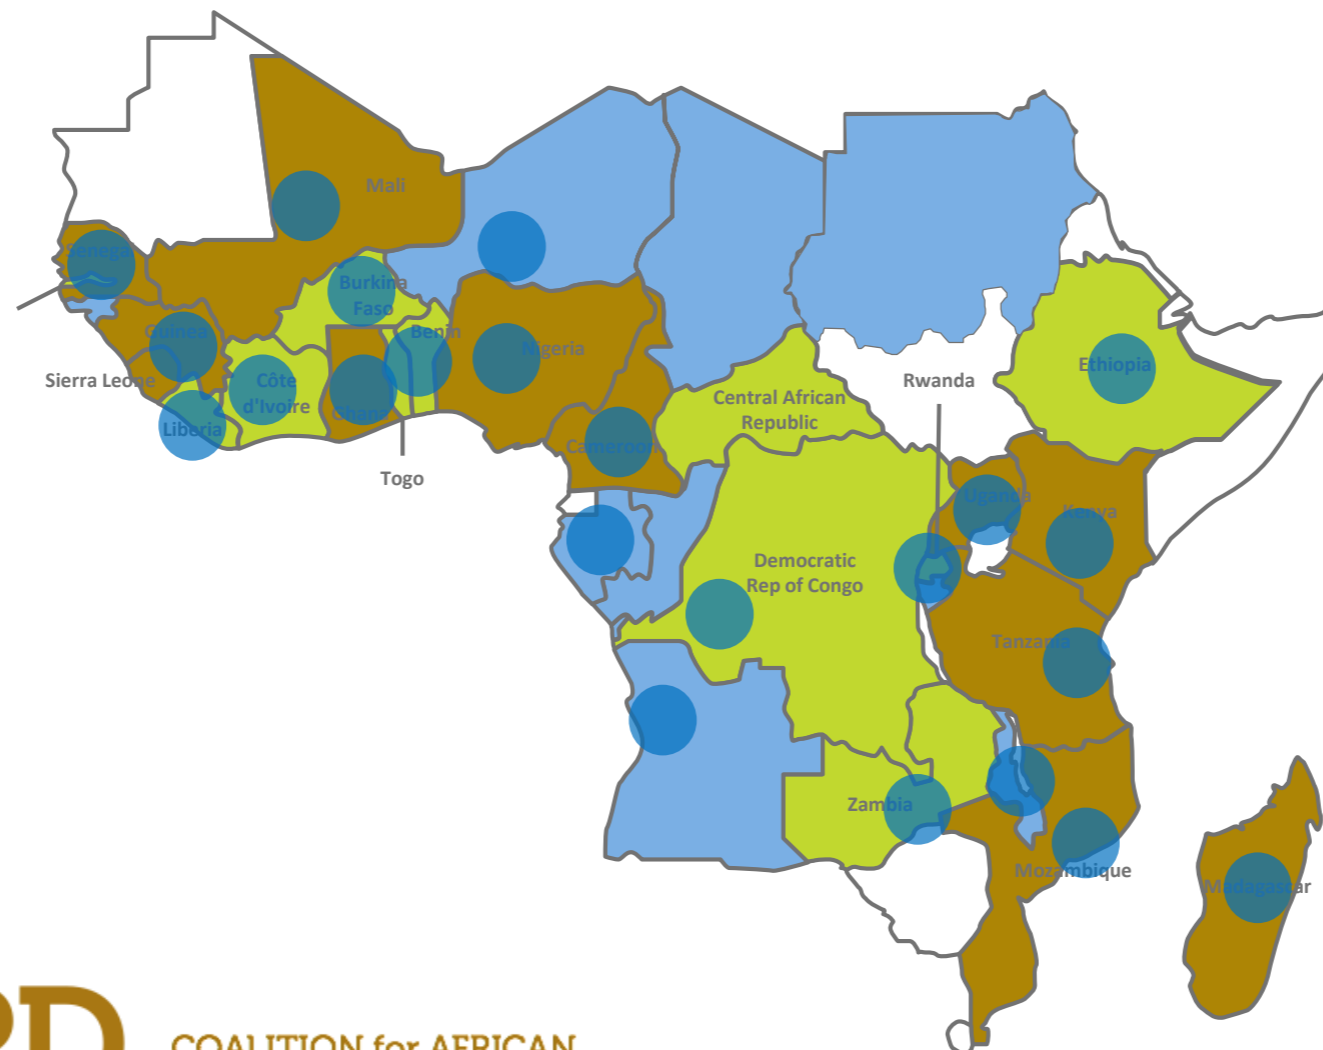 Mali
Senegal
Burkina
Faso
Benin
Guinea
Nigeria
Sierra Leone
Côte
d'Ivoire
Ghana
Liberia
Togo
Cameroon
Central African
Republic
Rwanda
Ethiopia
Uganda
Kenya
Democratic
Rep of Congo
Tanzania
Zambia
Mozambique
Madagascar
RD
COALITION for AFRICAN